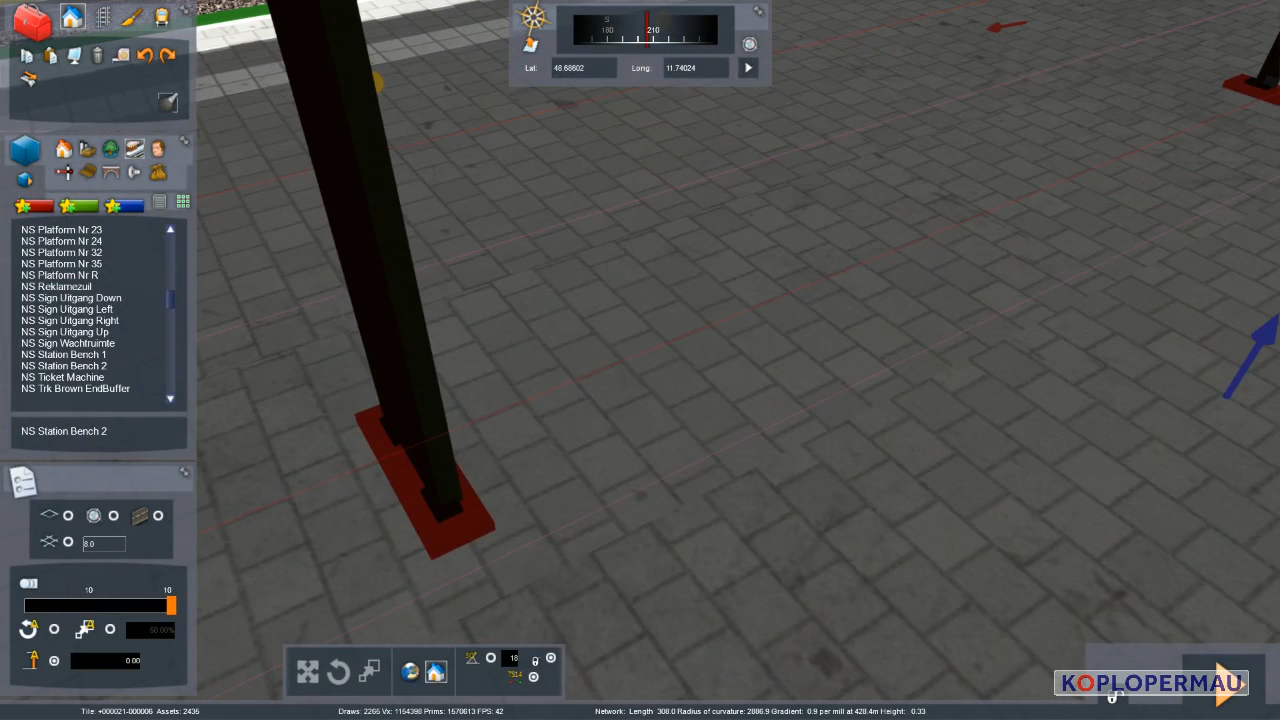 S
180
210
Lat:
48.68602
Long:
11.74024
NS Platform Nr 23
NS Platform Nr 24
NS Platform Nr 32
NS Platform Nr 35
NS Platform Nr R
NS Reklamezuil
NS Sign Uitgang Down
NS Sign Uitgang Left
NS Sign Uitgang Right
NS Sign Uitgang Up
NS Sign Wachtruimte
NS Station Bench 1
NS Station Bench 2
NS Ticket Machine
NS Trk Brown EndBuffer
NS Station Bench 2
8.0
10 10
50.00%
0.00
18
KOPLOPERMAU
Tile: +000021-000006 Assets: 2435
Draws: 2265 Vx: 1154398 Prims: 1570613 FPS: 42
Network: Length 308.0 Radius of curvature: 2886.9 Gradient: 0.9 per mill at 428.4m Height: 0.33